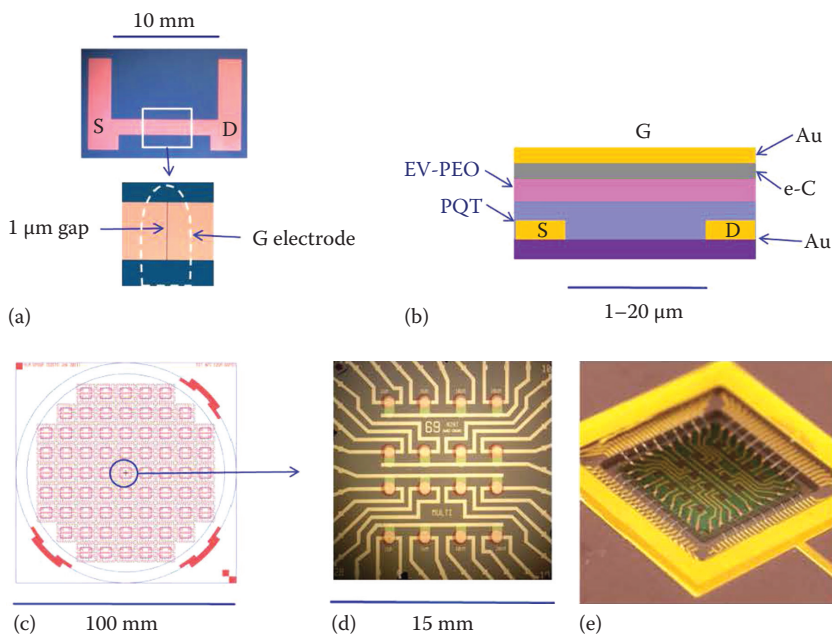 10 mm
S
D
1 µm gap
G electrode
(a)
G
Au
EV-PEO
e-C
PQT
S
D
Au
1–20 µm
(b)
(c)
100 mm
69
MULTI
(d)
15 mm
(e)